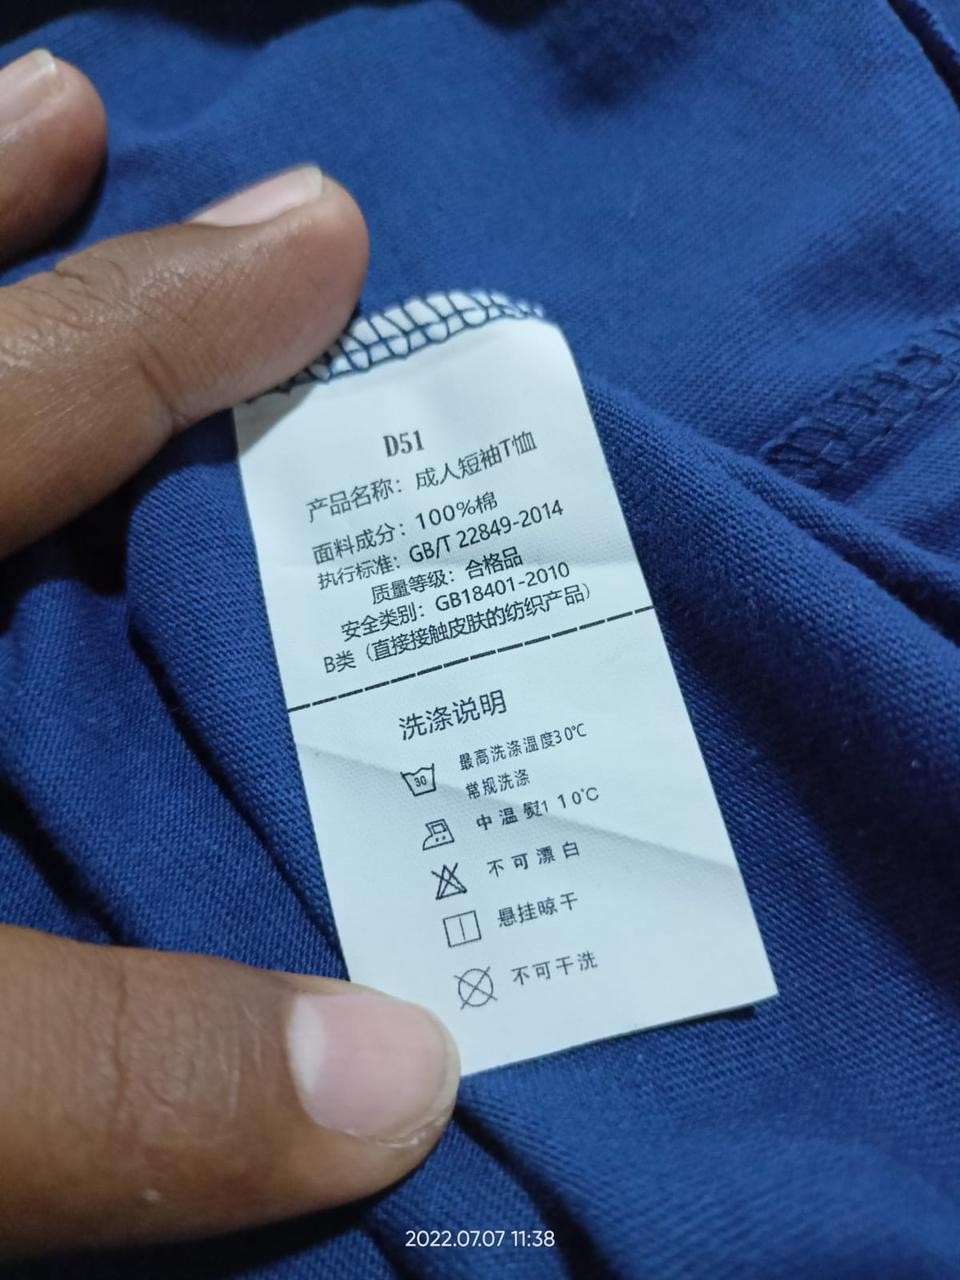 D51
产品名称：成人短袖T恤
面料成分：100%棉
执行标准：GB/T 22849-2014
质量等级：合格品
安全类别：GB18401-2010
B类（直接接触皮肤的纺织产品）
洗涤说明
30 最高洗涤温度30℃
常规洗涤
中温熨110℃
不可漂白
悬挂晾干
不可干洗
2022.07.07 11:38